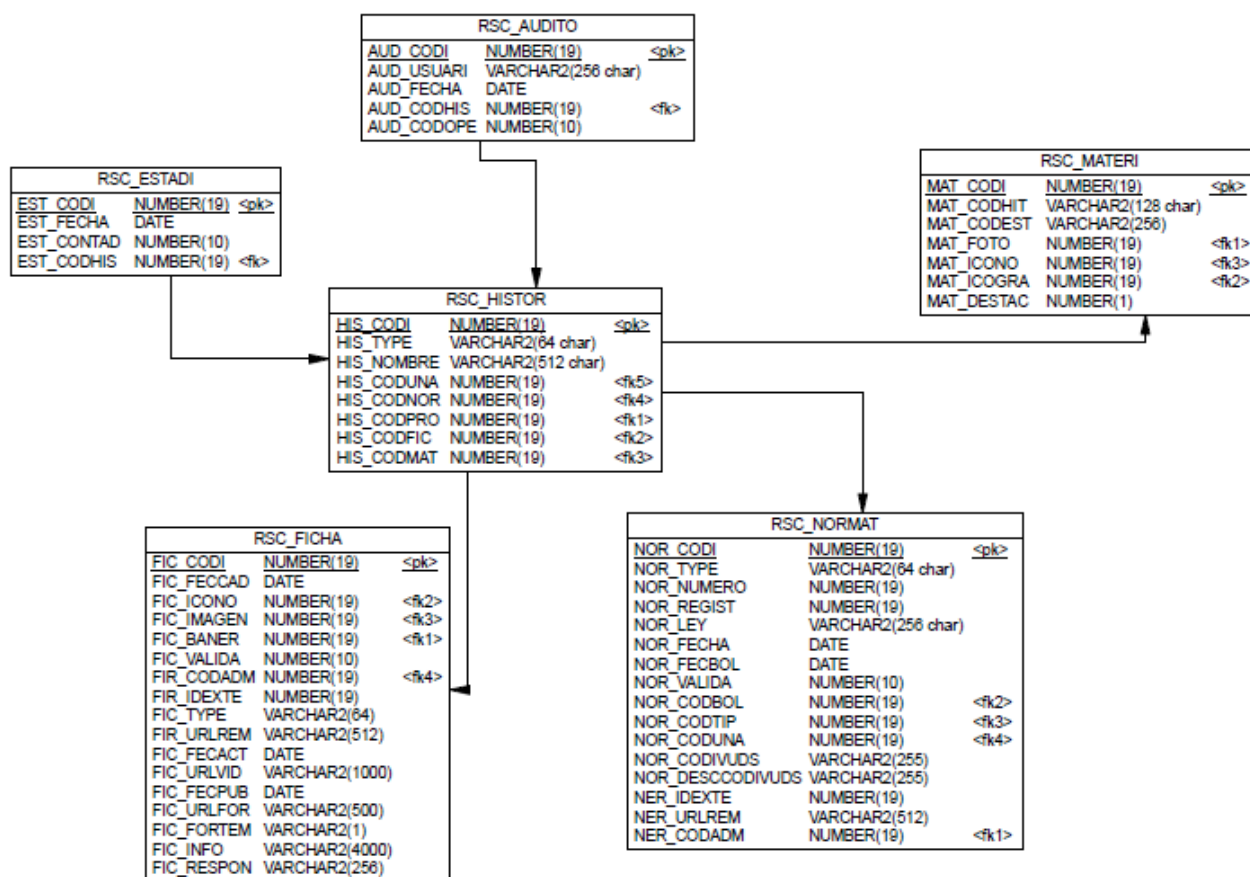 RSC_AUDITO
AUD_CODI NUMBER(19) <pk>
AUD_USUARI VARCHAR2(256 char)
AUD_FECHA DATE
AUD_CODHIS NUMBER(19) <fk>
AUD_CODOPE NUMBER(10)
RSC_ESTADI
EST_CODI NUMBER(19) <pk>
EST_FECHA DATE
EST_CONTAD NUMBER(10)
EST_CODHIS NUMBER(19) <fk>
RSC_MATERI
MAT_CODI NUMBER(19) <pk>
MAT_CODHIT VARCHAR2(128 char)
MAT_CODEST VARCHAR2(256)
MAT_FOTO NUMBER(19) <fk1>
MAT_ICONO NUMBER(19) <fk3>
MAT_ICOGRA NUMBER(19) <fk2>
MAT_DESTAC NUMBER(1)
RSC_HISTOR
HIS_CODI NUMBER(19) <pk>
HIS_TYPE VARCHAR2(64 char)
HIS_NOMBRE VARCHAR2(512 char)
HIS_CODUNA NUMBER(19) <fk5>
HIS_CODNOR NUMBER(19) <fk4>
HIS_CODPRO NUMBER(19) <fk1>
HIS_CODFIC NUMBER(19) <fk2>
HIS_CODMAT NUMBER(19) <fk3>
RSC_FICHA
FIC_CODI NUMBER(19) <pk>
FIC_FECCAD DATE
FIC_ICONO NUMBER(19) <fk2>
FIC_IMAGEN NUMBER(19) <fk3>
FIC_BANER NUMBER(19) <fk1>
FIC_VALIDA NUMBER(10)
FIR_CODADM NUMBER(19) <fk4>
FIR_IDEXTE NUMBER(19)
FIC_TYPE VARCHAR2(64)
FIR_URLREM VARCHAR2(512)
FIC_FECACT DATE
FIC_URLVID VARCHAR2(1000)
FIC_FECPUB DATE
FIC_URLFOR VARCHAR2(500)
FIC_FORTEM VARCHAR2(1)
FIC_INFO VARCHAR2(4000)
FIC_RESPON VARCHAR2(256)
RSC_NORMAT
NOR_CODI NUMBER(19) <pk>
NOR_TYPE VARCHAR2(64 char)
NOR_NUMERO NUMBER(19)
NOR_REGIST NUMBER(19)
NOR_LEY VARCHAR2(256 char)
NOR_FECHA DATE
NOR_FECBOL DATE
NOR_VALIDA NUMBER(10)
NOR_CODBOL NUMBER(19) <fk2>
NOR_CODTIP NUMBER(19) <fk3>
NOR_CODUNA NUMBER(19) <fk4>
NOR_CODIVUDS VARCHAR2(255)
NOR_DESCCODIVUDS VARCHAR2(255)
NER_IDEXTE NUMBER(19)
NER_URLREM VARCHAR2(512)
NER_CODADM NUMBER(19) <fk1>